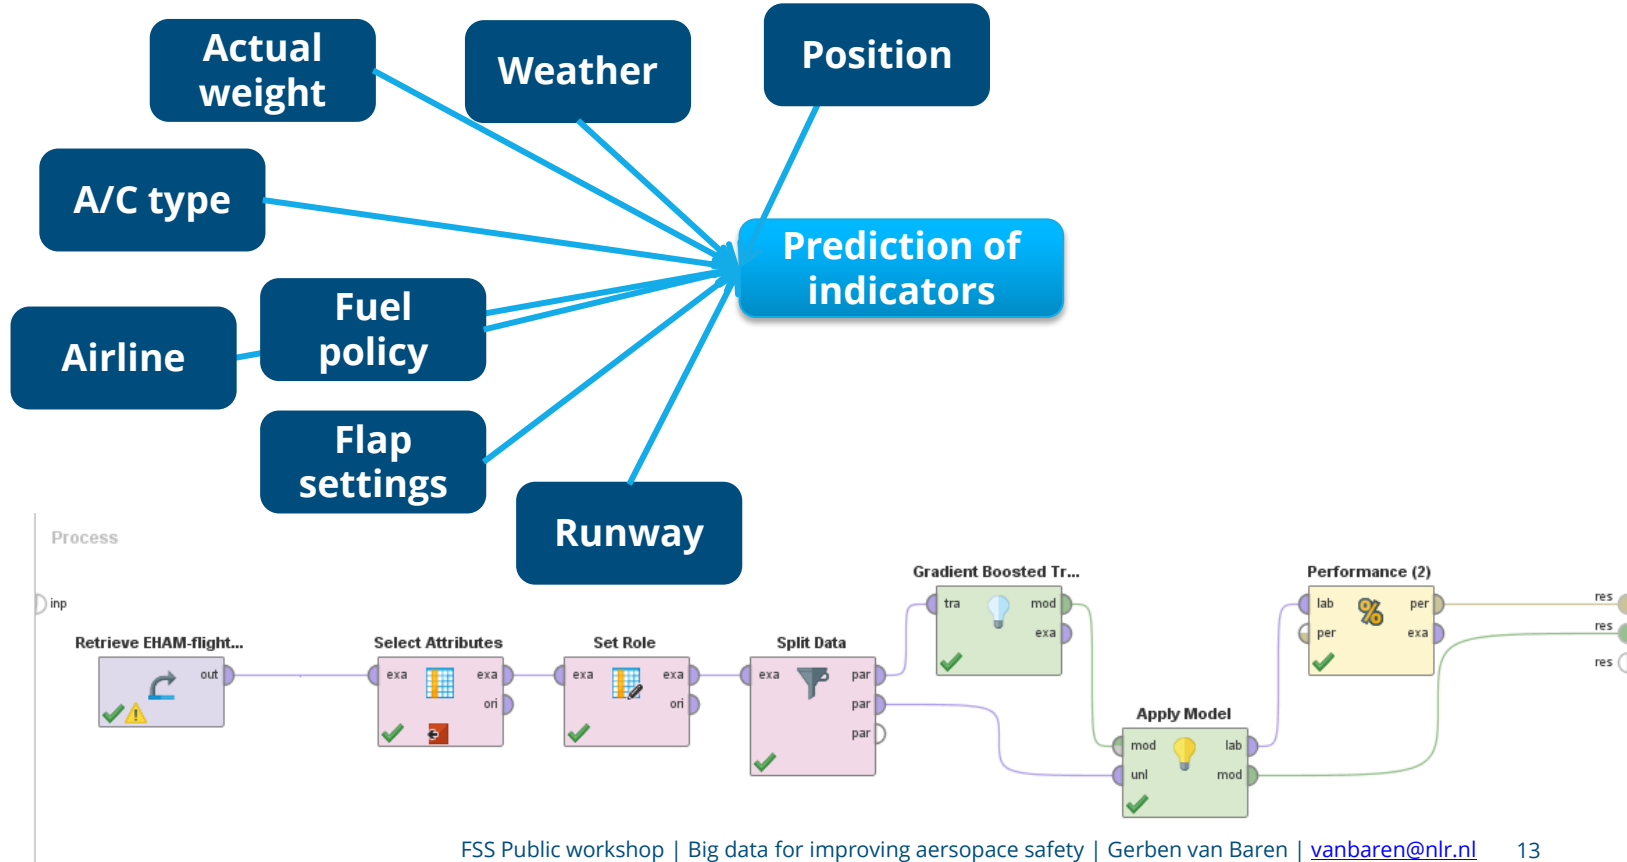 Actual
weight
Weather
Position
A/C type
Prediction of
indicators
Fuel
policy
Airline
Flap
settings
Runway
Process
inp
Retrieve EHAM-flight...
out
Select Attributes
exa exa
ori
Set Role
exa exa
ori
Split Data
exa par
par
par
Gradient Boosted Tr...
tra mod
exa
Apply Model
mod lab
unl mod
Performance (2)
lab % per
per exa
res
res
res
FSS Public workshop | Big data for improving aersopace safety | Gerben van Baren | vanbaren@nlr.nl 13